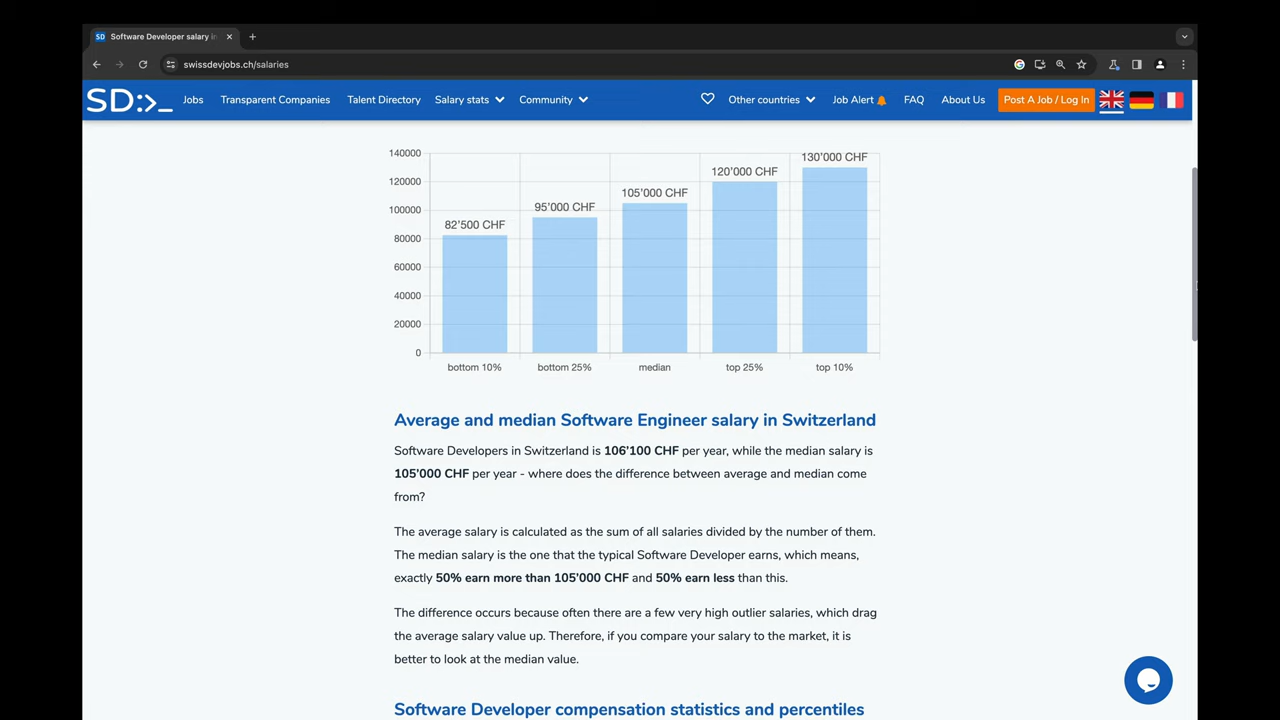 SD Software Developer salary in
swissdevjobs.ch/salaries
SD:>_ Jobs Transparent Companies Talent Directory Salary stats Community Other countries Job Alert FAQ About Us Post A Job / Log In
140000
120000
100000
80000
60000
40000
20000
0
82’500 CHF
95’000 CHF
105’000 CHF
120’000 CHF
130’000 CHF
bottom 10% bottom 25% median top 25% top 10%
Average and median Software Engineer salary in Switzerland
Software Developers in Switzerland is 106’100 CHF per year, while the median salary is
105’000 CHF per year - where does the difference between average and median come
from?
The average salary is calculated as the sum of all salaries divided by the number of them.
The median salary is the one that the typical Software Developer earns, which means,
exactly 50% earn more than 105’000 CHF and 50% earn less than this.
The difference occurs because often there are a few very high outlier salaries, which drag
the average salary value up. Therefore, if you compare your salary to the market, it is
better to look at the median value.
Software Developer compensation statistics and percentiles